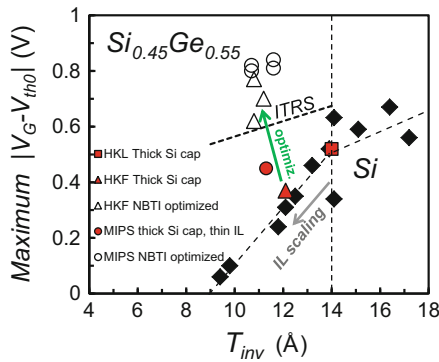 Si0.45Ge0.55
ITRS
optimiz.
Si
IL scaling
HKL Thick Si cap
HKF Thick Si cap
HKF NBTI optimized
MIPS thick Si cap, thin IL
MIPS NBTI optimized
Maximum |VG-Vth0| (V)
1
0.8
0.6
0.4
0.2
0
4 6 8 10 12 14 16 18
Tinv (Å)